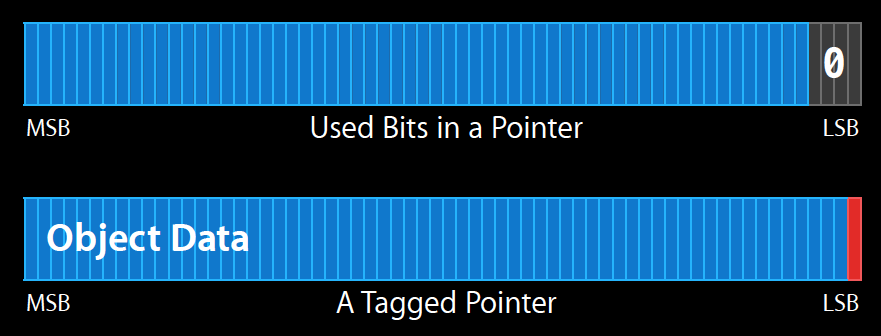 0
MSB Used Bits in a Pointer LSB
Object Data
MSB A Tagged Pointer LSB